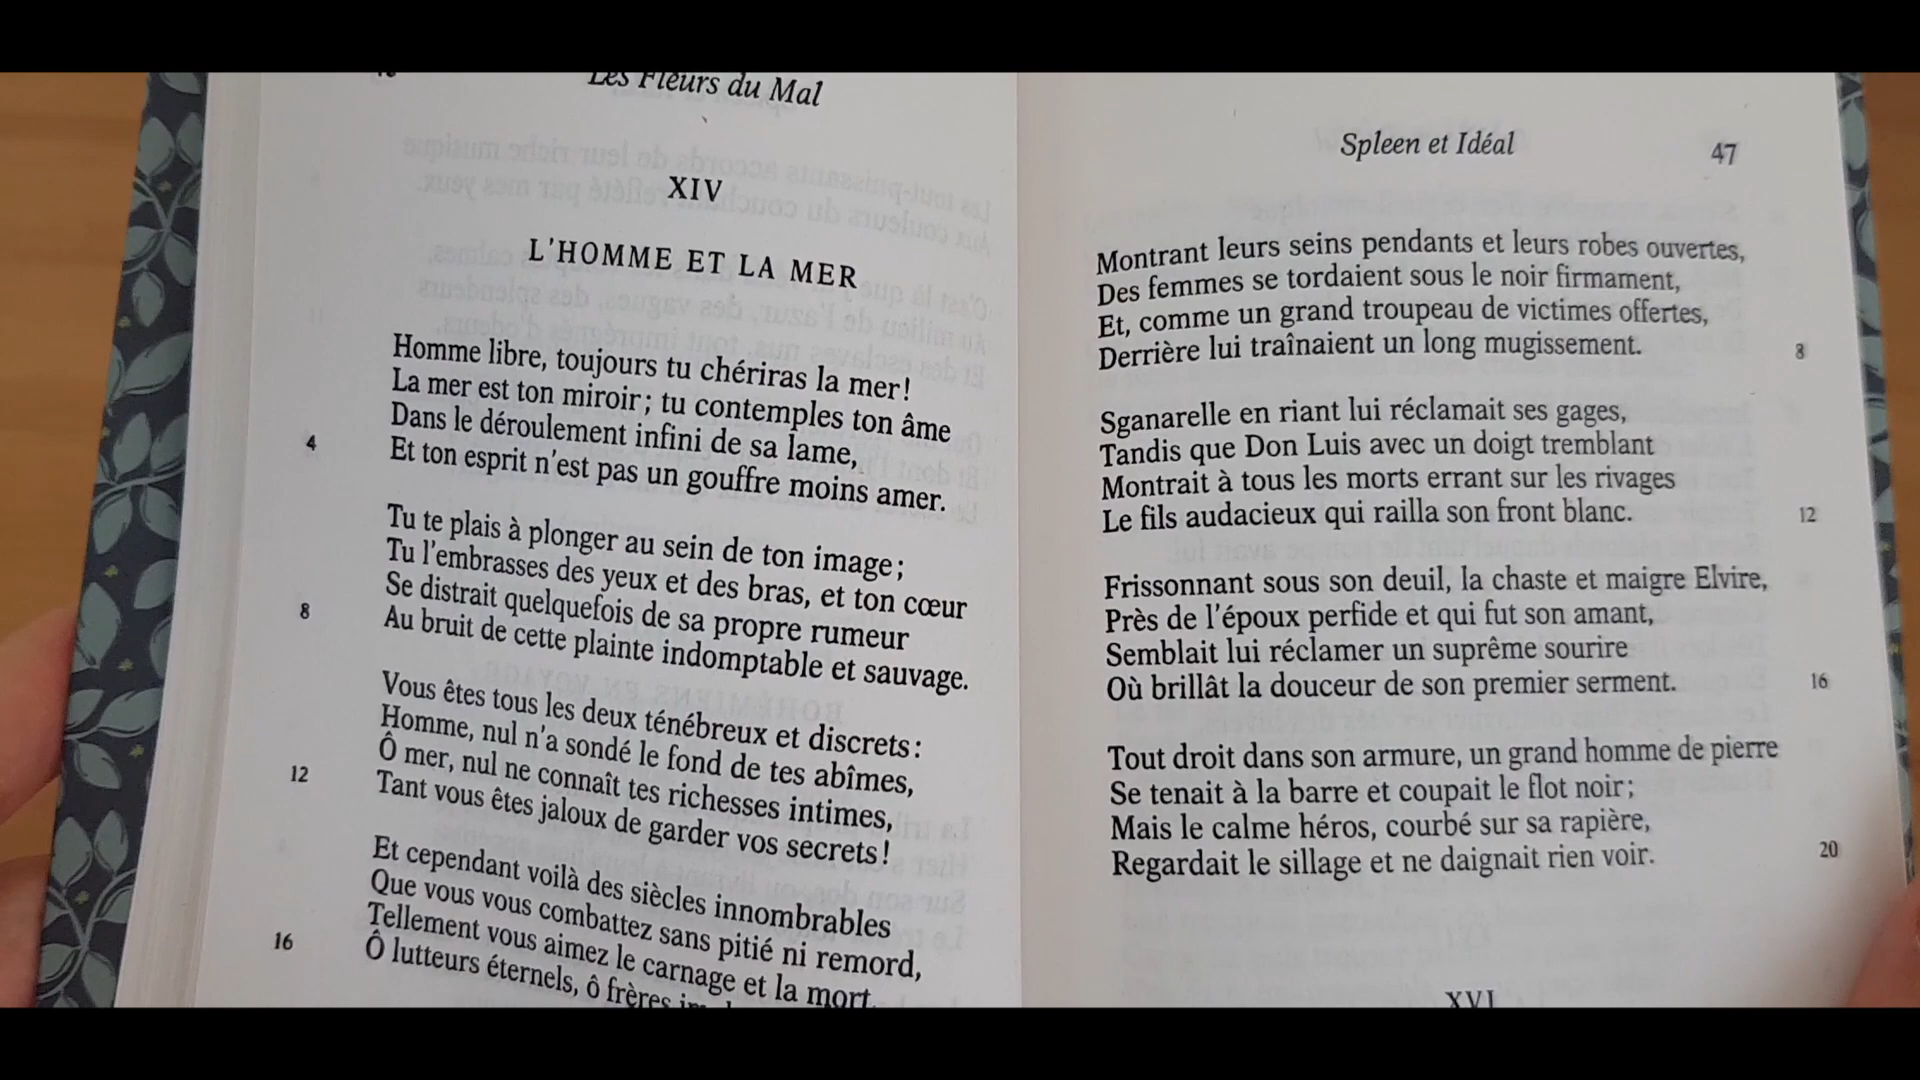 Les Fleurs du Mal
XIV
L'HOMME ET LA MER
Homme libre, toujours tu chériras la mer !
La mer est ton miroir ; tu contemples ton âme
Dans le déroulement infini de sa lame,
4 Et ton esprit n'est pas un gouffre moins amer.
Tu te plais à plonger au sein de ton image ;
Tu l'embrasses des yeux et des bras, et ton cœur
Se distrait quelquefois de sa propre rumeur
8 Au bruit de cette plainte indomptable et sauvage.
Vous êtes tous les deux ténébreux et discrets :
Homme, nul n'a sondé le fond de tes abîmes,
Ô mer, nul ne connaît tes richesses intimes,
12 Tant vous êtes jaloux de garder vos secrets !
Et cependant voilà des siècles innombrables
Que vous vous combattez sans pitié ni remord,
Tellement vous aimez le carnage et la mort,
16 Ô lutteurs éternels, ô frères
Spleen et Idéal 47
Montrant leurs seins pendants et leurs robes ouvertes,
Des femmes se tordaient sous le noir firmament,
Et, comme un grand troupeau de victimes offertes,
Derrière lui traînaient un long mugissement. 8
Sganarelle en riant lui réclamait ses gages,
Tandis que Don Luis avec un doigt tremblant
Montrait à tous les morts errant sur les rivages
Le fils audacieux qui railla son front blanc. 12
Frissonnant sous son deuil, la chaste et maigre Elvire,
Près de l'époux perfide et qui fut son amant,
Semblait lui réclamer un suprême sourire
Où brillât la douceur de son premier serment. 16
Tout droit dans son armure, un grand homme de pierre
Se tenait à la barre et coupait le flot noir ;
Mais le calme héros, courbé sur sa rapière,
Regardait le sillage et ne daignait rien voir. 20
XVI